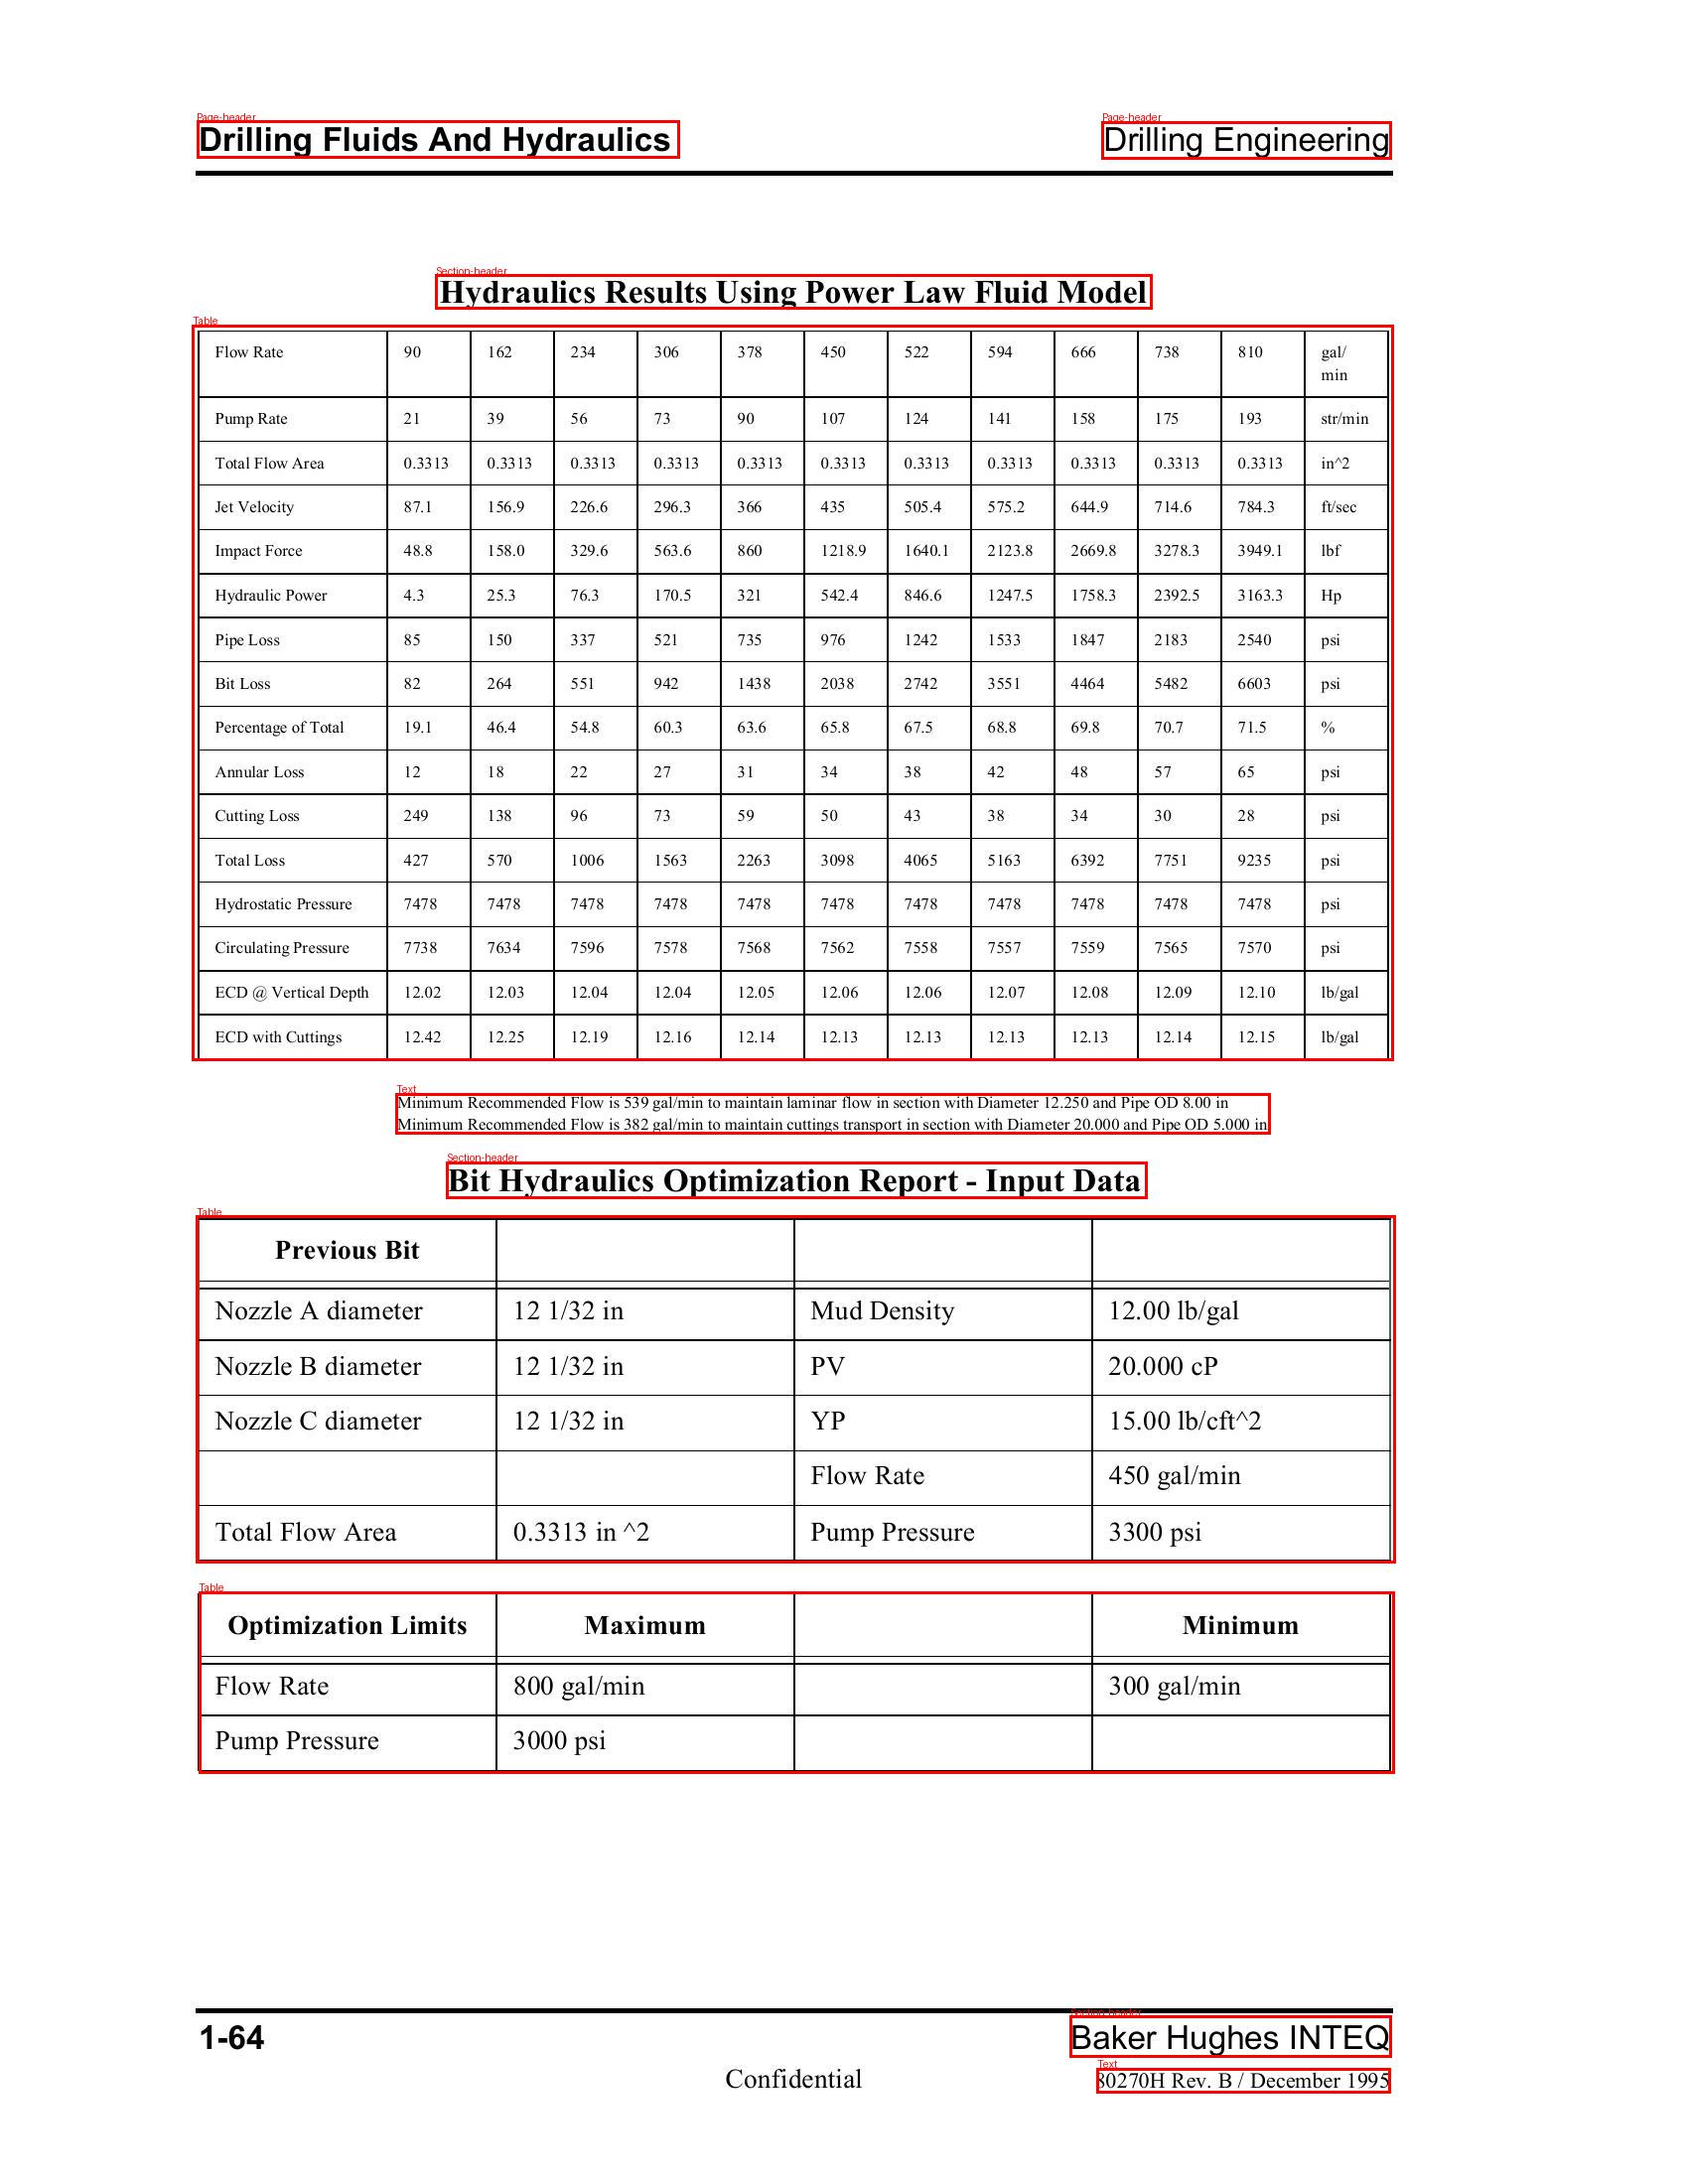 Page-header
Drilling Fluids And Hydraulics
Page-header
Drilling Engineering
Section-header
Hydraulics Results Using Power Law Fluid Model
Table
Flow Rate 90 162 234 306 378 450 522 594 666 738 810 gal/
min
Pump Rate 21 39 56 73 90 107 124 141 158 175 193 str/min
Total Flow Area 0.3313 0.3313 0.3313 0.3313 0.3313 0.3313 0.3313 0.3313 0.3313 0.3313 0.3313 in^2
Jet Velocity 87.1 156.9 226.6 296.3 366 435 505.4 575.2 644.9 714.6 784.3 ft/sec
Impact Force 48.8 158.0 329.6 563.6 860 1218.9 1640.1 2123.8 2669.8 3278.3 3949.1 lbf
Hydraulic Power 4.3 25.3 76.3 170.5 321 542.4 846.6 1247.5 1758.3 2392.5 3163.3 Hp
Pipe Loss 85 150 337 521 735 976 1242 1533 1847 2183 2540 psi
Bit Loss 82 264 551 942 1438 2038 2742 3551 4464 5482 6603 psi
Percentage of Total 19.1 46.4 54.8 60.3 63.6 65.8 67.5 68.8 69.8 70.7 71.5 %
Annular Loss 12 18 22 27 31 34 38 42 48 57 65 psi
Cutting Loss 249 138 96 73 59 50 43 38 34 30 28 psi
Total Loss 427 570 1006 1563 2263 3098 4065 5163 6392 7751 9235 psi
Hydrostatic Pressure 7478 7478 7478 7478 7478 7478 7478 7478 7478 7478 7478 psi
Circulating Pressure 7738 7634 7596 7578 7568 7562 7558 7557 7559 7565 7570 psi
ECD @ Vertical Depth 12.02 12.03 12.04 12.04 12.05 12.06 12.06 12.07 12.08 12.09 12.10 lb/gal
ECD with Cuttings 12.42 12.25 12.19 12.16 12.14 12.13 12.13 12.13 12.13 12.14 12.15 lb/gal
Text
Minimum Recommended Flow is 539 gal/min to maintain laminar flow in section with Diameter 12.250 and Pipe OD 8.00 in
Minimum Recommended Flow is 382 gal/min to maintain cuttings transport in section with Diameter 20.000 and Pipe OD 5.000 in
Section-header
Bit Hydraulics Optimization Report - Input Data
Table
Previous Bit
Nozzle A diameter 12 1/32 in Mud Density 12.00 lb/gal
Nozzle B diameter 12 1/32 in PV 20.000 cP
Nozzle C diameter 12 1/32 in YP 15.00 lb/cft^2
Flow Rate 450 gal/min
Total Flow Area 0.3313 in ^2 Pump Pressure 3300 psi
Table
Optimization Limits Maximum Minimum
Flow Rate 800 gal/min 300 gal/min
Pump Pressure 3000 psi
Section-header
1-64 Baker Hughes INTEQ
Text
Confidential 80270H Rev. B / December 1995